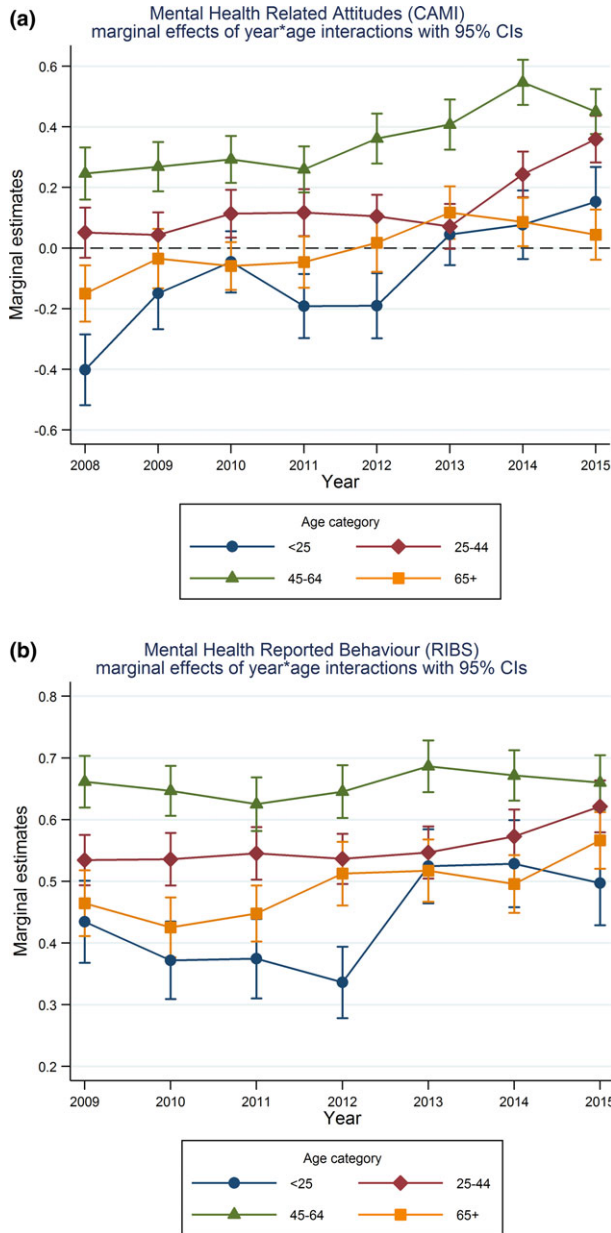 (a)
Mental Health Related Attitudes (CAMI)
marginal effects of year*age interactions with 95% CIs
Marginal estimates
0.6
0.4
0.2
0.0
-0.2
-0.4
-0.6
2008 2009 2010 2011 2012 2013 2014 2015
Year
Age category
<25 25-44
45-64 65+
(b)
Mental Health Reported Behaviour (RIBS)
marginal effects of year*age interactions with 95% CIs
Marginal estimates
0.8
0.7
0.6
0.5
0.4
0.3
0.2
2009 2010 2011 2012 2013 2014 2015
Year
Age category
<25 25-44
45-64 65+